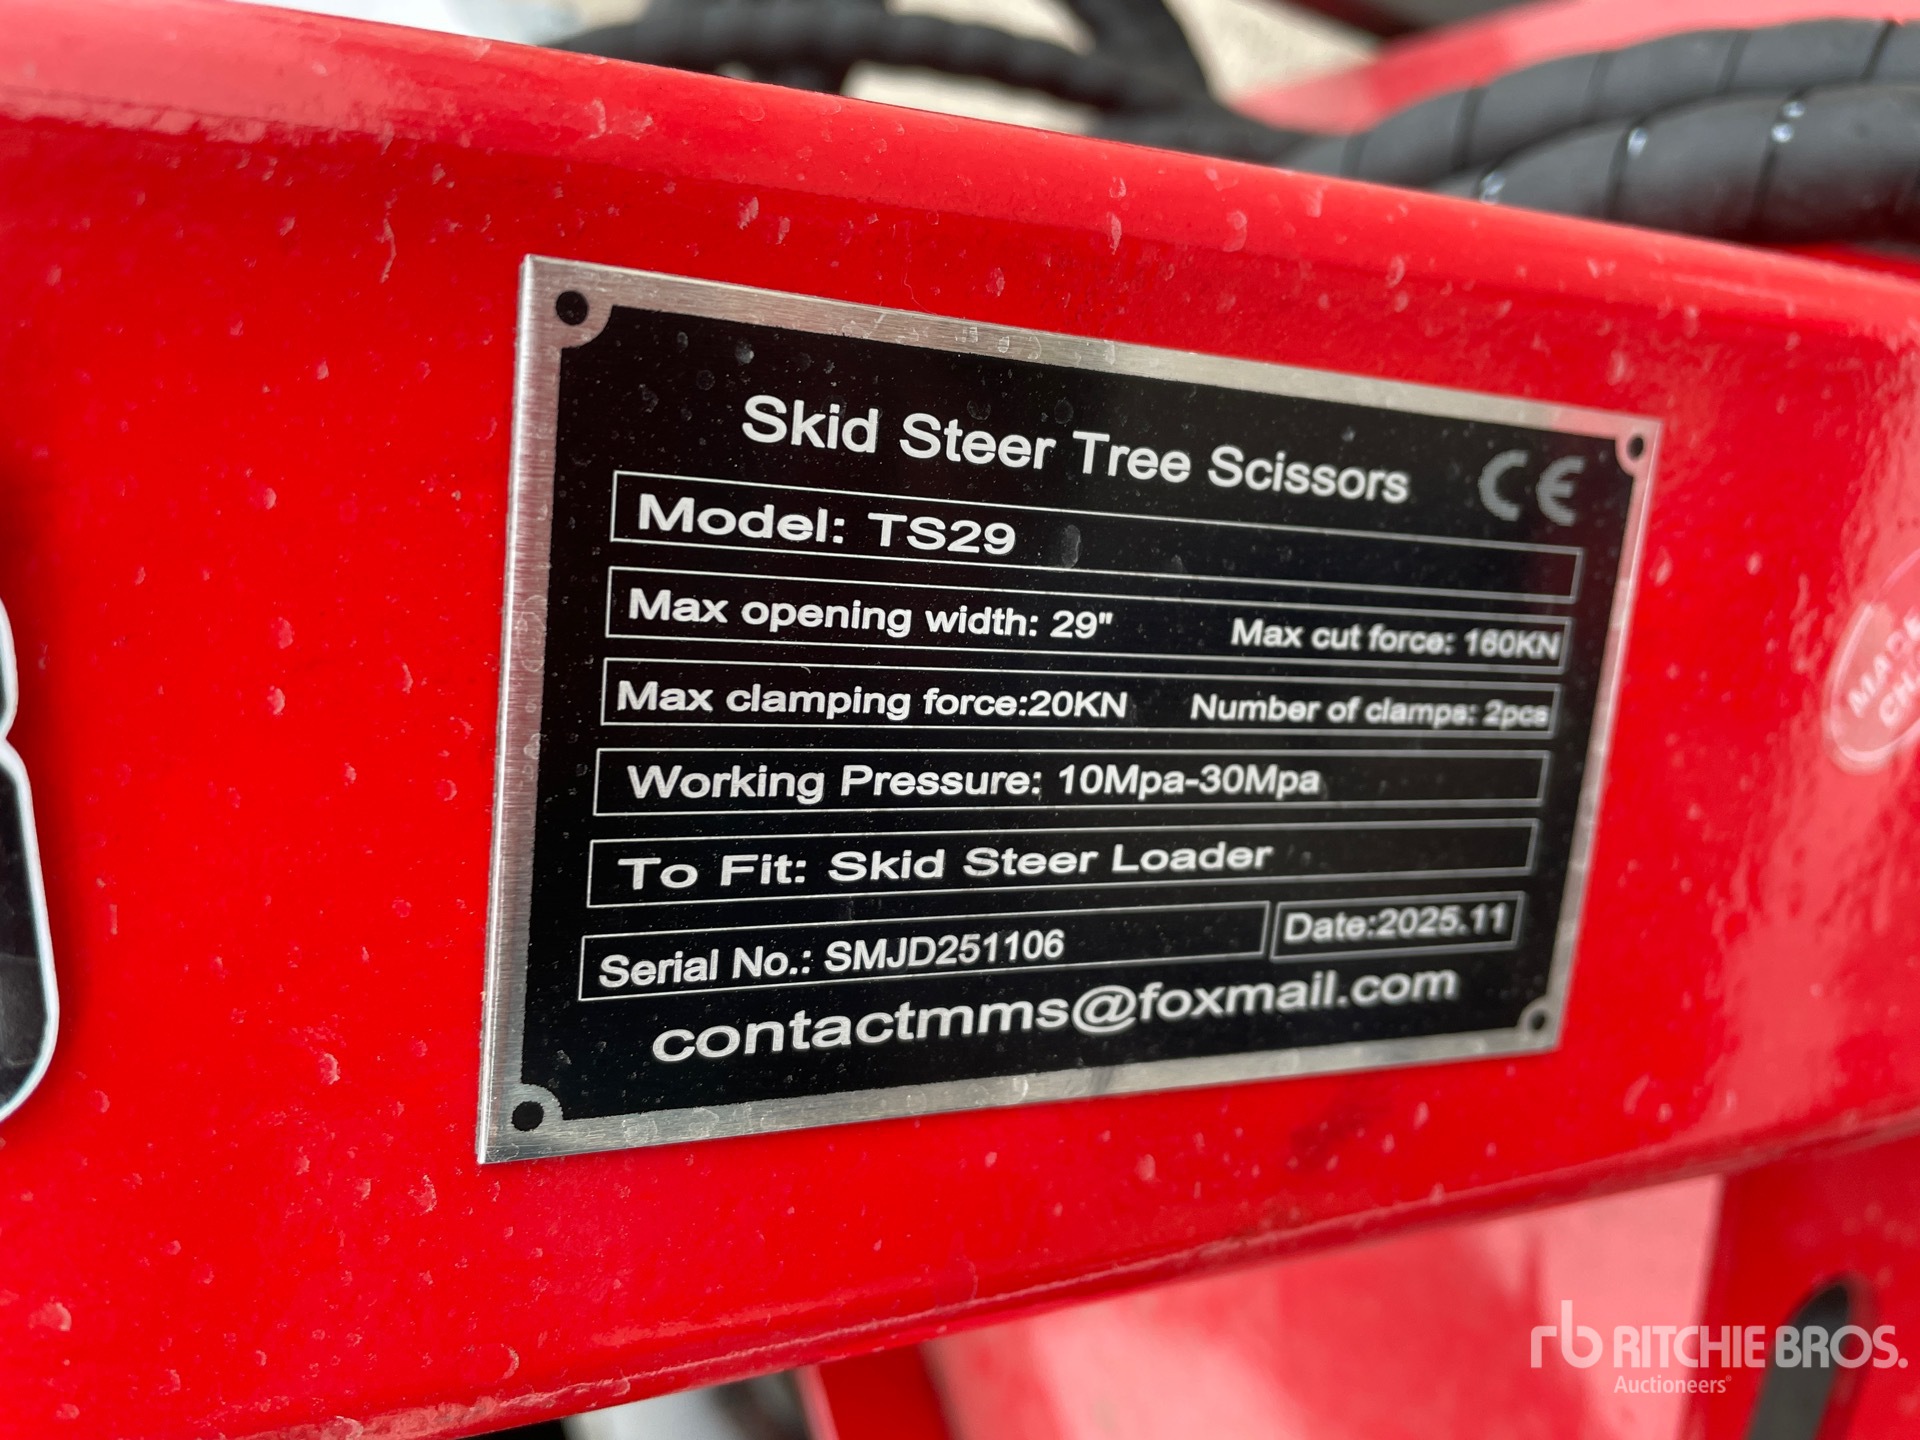 Skid Steer Tree Scissors CE
Model: TS29
Max opening width: 29" Max cut force: 160KN
Max clamping force:20KN Number of clamps: 2pcs
Working Pressure: 10Mpa-30Mpa
To Fit: Skid Steer Loader
Serial No.: SMJD251106 Date:2025.11
contactmms@foxmail.com
MADE
rb RITCHIE BROS.
Auctioneers